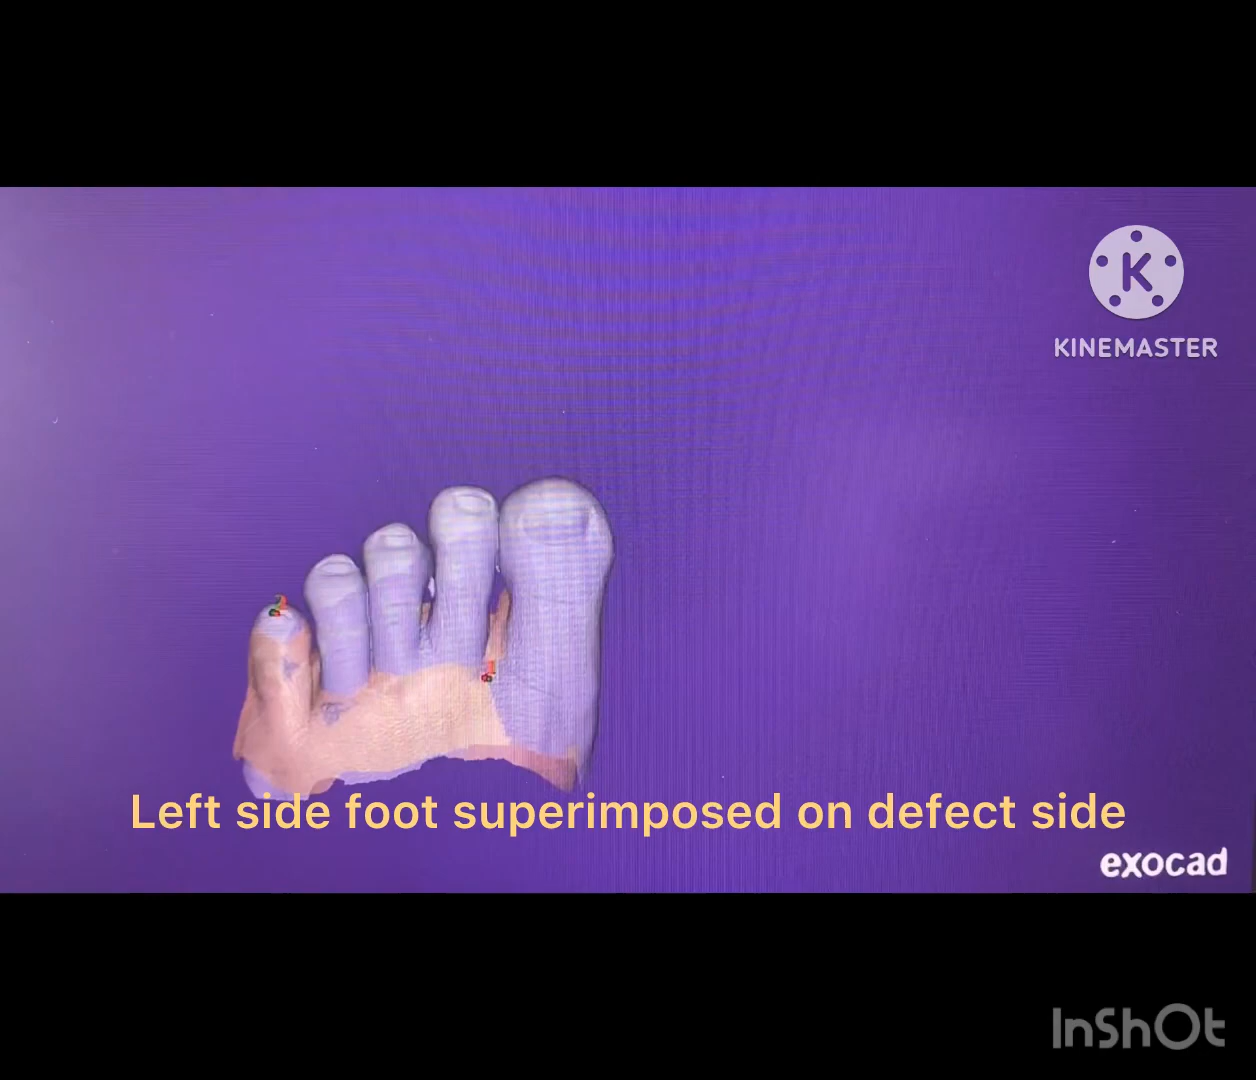 K
KINEMASTER
Left side foot superimposed on defect side
exocad
InShOt